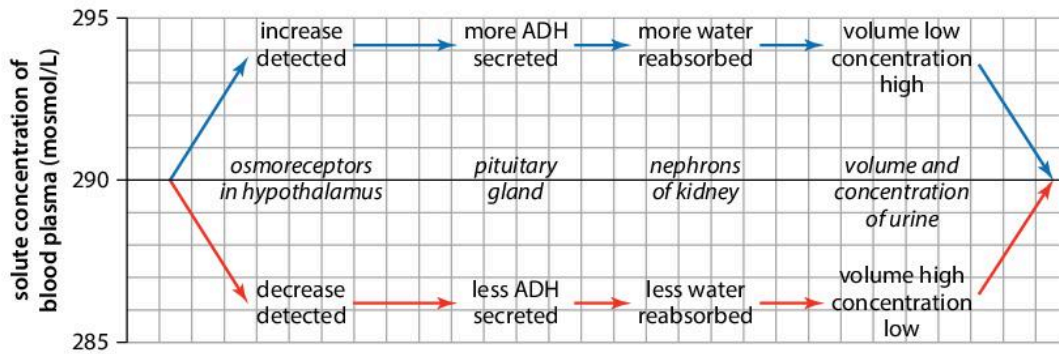 solute concentration of
blood plasma (mosmol/L)
295
290
285
increase
detected
more ADH
secreted
more water
reabsorbed
volume low
concentration
high
osmoreceptors
in hypothalamus
pituitary
gland
nephrons
of kidney
volume and
concentration
of urine
decrease
detected
less ADH
secreted
less water
reabsorbed
volume high
concentration
low